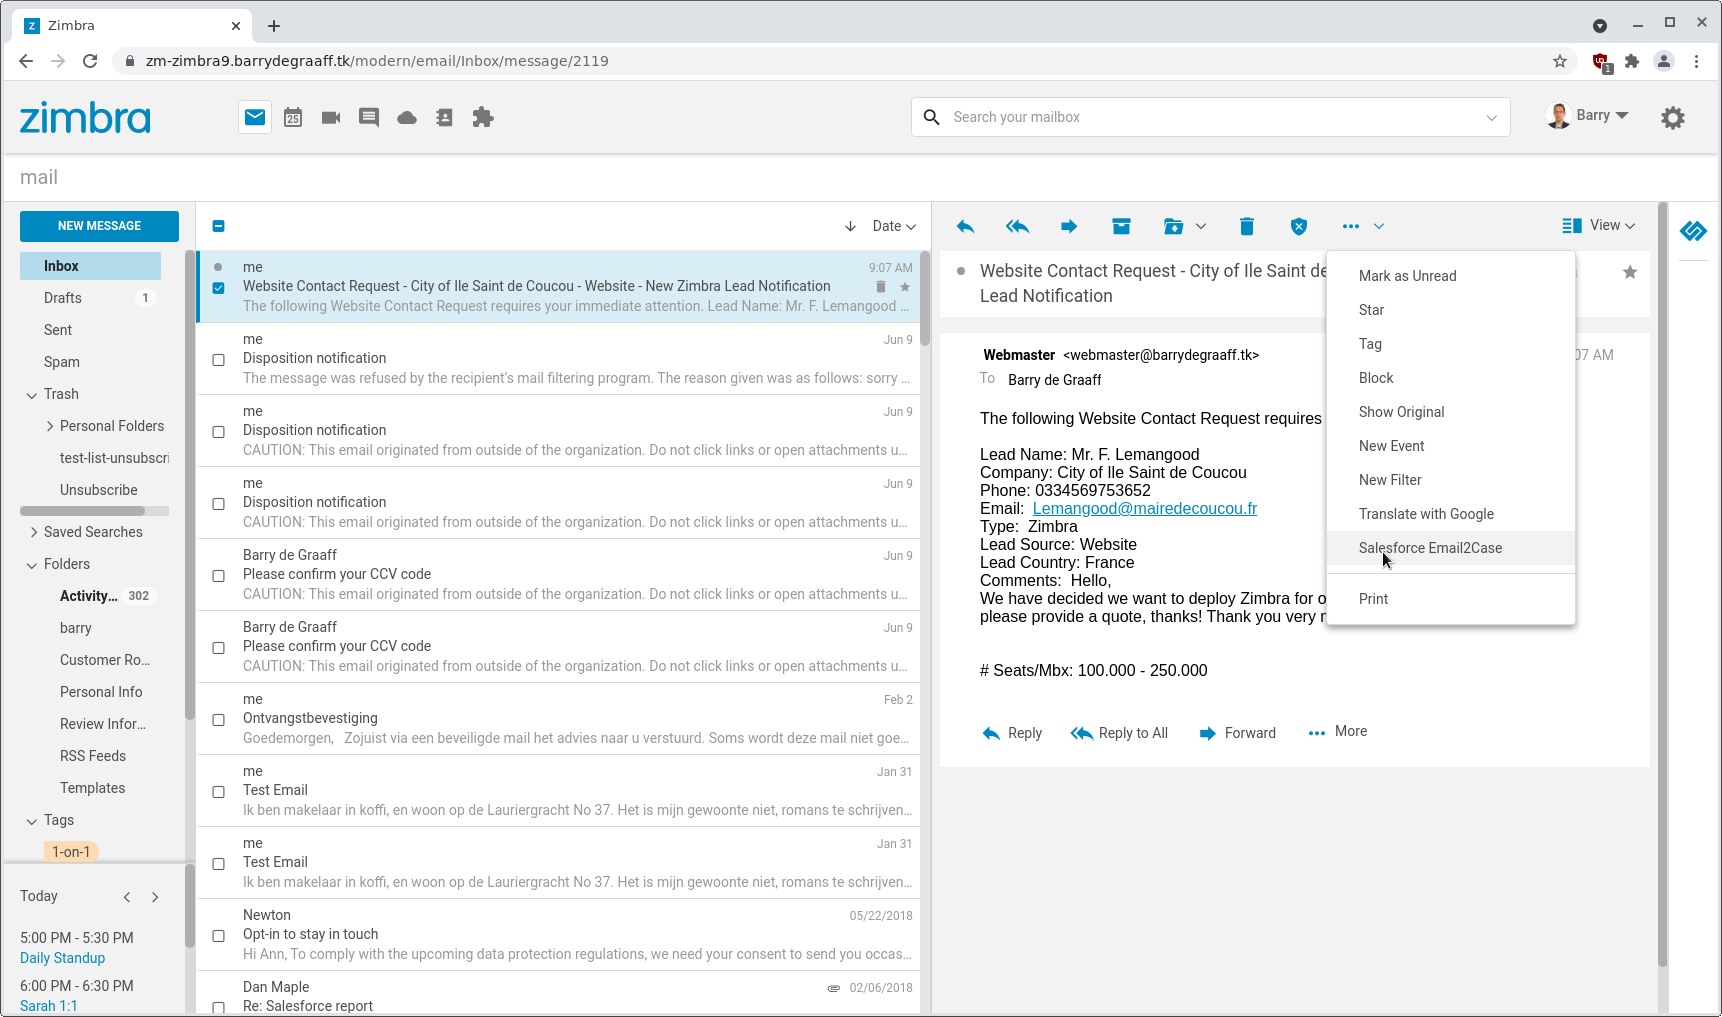 Zimbra
zm-zimbra9.barrydegraaff.tk/modern/email/Inbox/message/2119
1
zimbra
25
Search your mailbox
Barry
mail
NEW MESSAGE
Inbox
Drafts 1
Sent
Spam
Trash
Personal Folders
test-list-unsubscri
Unsubscribe
Saved Searches
Folders
Activity... 302
barry
Customer Ro...
Personal Info
Review Infor...
RSS Feeds
Templates
Tags
1-on-1
Today
5:00 PM - 5:30 PM
Daily Standup
6:00 PM - 6:30 PM
Sarah 1:1
Date
me 9:07 AM
Website Contact Request - City of Ile Saint de Coucou - Website - New Zimbra Lead Notification
The following Website Contact Request requires your immediate attention. Lead Name: Mr. F. Lemangood ...
me Jun 9
Disposition notification
The message was refused by the recipient's mail filtering program. The reason given was as follows: sorry ...
me Jun 9
Disposition notification
CAUTION: This email originated from outside of the organization. Do not click links or open attachments u...
me Jun 9
Disposition notification
CAUTION: This email originated from outside of the organization. Do not click links or open attachments u...
Barry de Graaff Jun 9
Please confirm your CCV code
CAUTION: This email originated from outside of the organization. Do not click links or open attachments u...
Barry de Graaff Jun 9
Please confirm your CCV code
CAUTION: This email originated from outside of the organization. Do not click links or open attachments u...
me Feb 2
Ontvangstbevestiging
Goedemorgen, Zojuist via een beveiligde mail het advies naar u verstuurd. Soms wordt deze mail niet goe...
me Jan 31
Test Email
Ik ben makelaar in koffi, en woon op de Lauriergracht No 37. Het is mijn gewoonte niet, romans te schrijven...
me Jan 31
Test Email
Ik ben makelaar in koffi, en woon op de Lauriergracht No 37. Het is mijn gewoonte niet, romans te schrijven...
Newton 05/22/2018
Opt-in to stay in touch
Hi Ann, To comply with the upcoming data protection regulations, we need your consent to send you occas...
Dan Maple 02/06/2018
Re: Salesforce report
View
Website Contact Request - City of Ile Saint de
Lead Notification
Webmaster <webmaster@barrydegraaff.tk> 07 AM
To Barry de Graaff
The following Website Contact Request requires
Lead Name: Mr. F. Lemangood
Company: City of Ile Saint de Coucou
Phone: 0334569753652
Email: Lemangood@mairedecoucou.fr
Type: Zimbra
Lead Source: Website
Lead Country: France
Comments: Hello,
We have decided we want to deploy Zimbra for o
please provide a quote, thanks! Thank you very
# Seats/Mbx: 100.000 - 250.000
Reply
Reply to All
Forward
More
Mark as Unread
Star
Tag
Block
Show Original
New Event
New Filter
Translate with Google
Salesforce Email2Case
Print